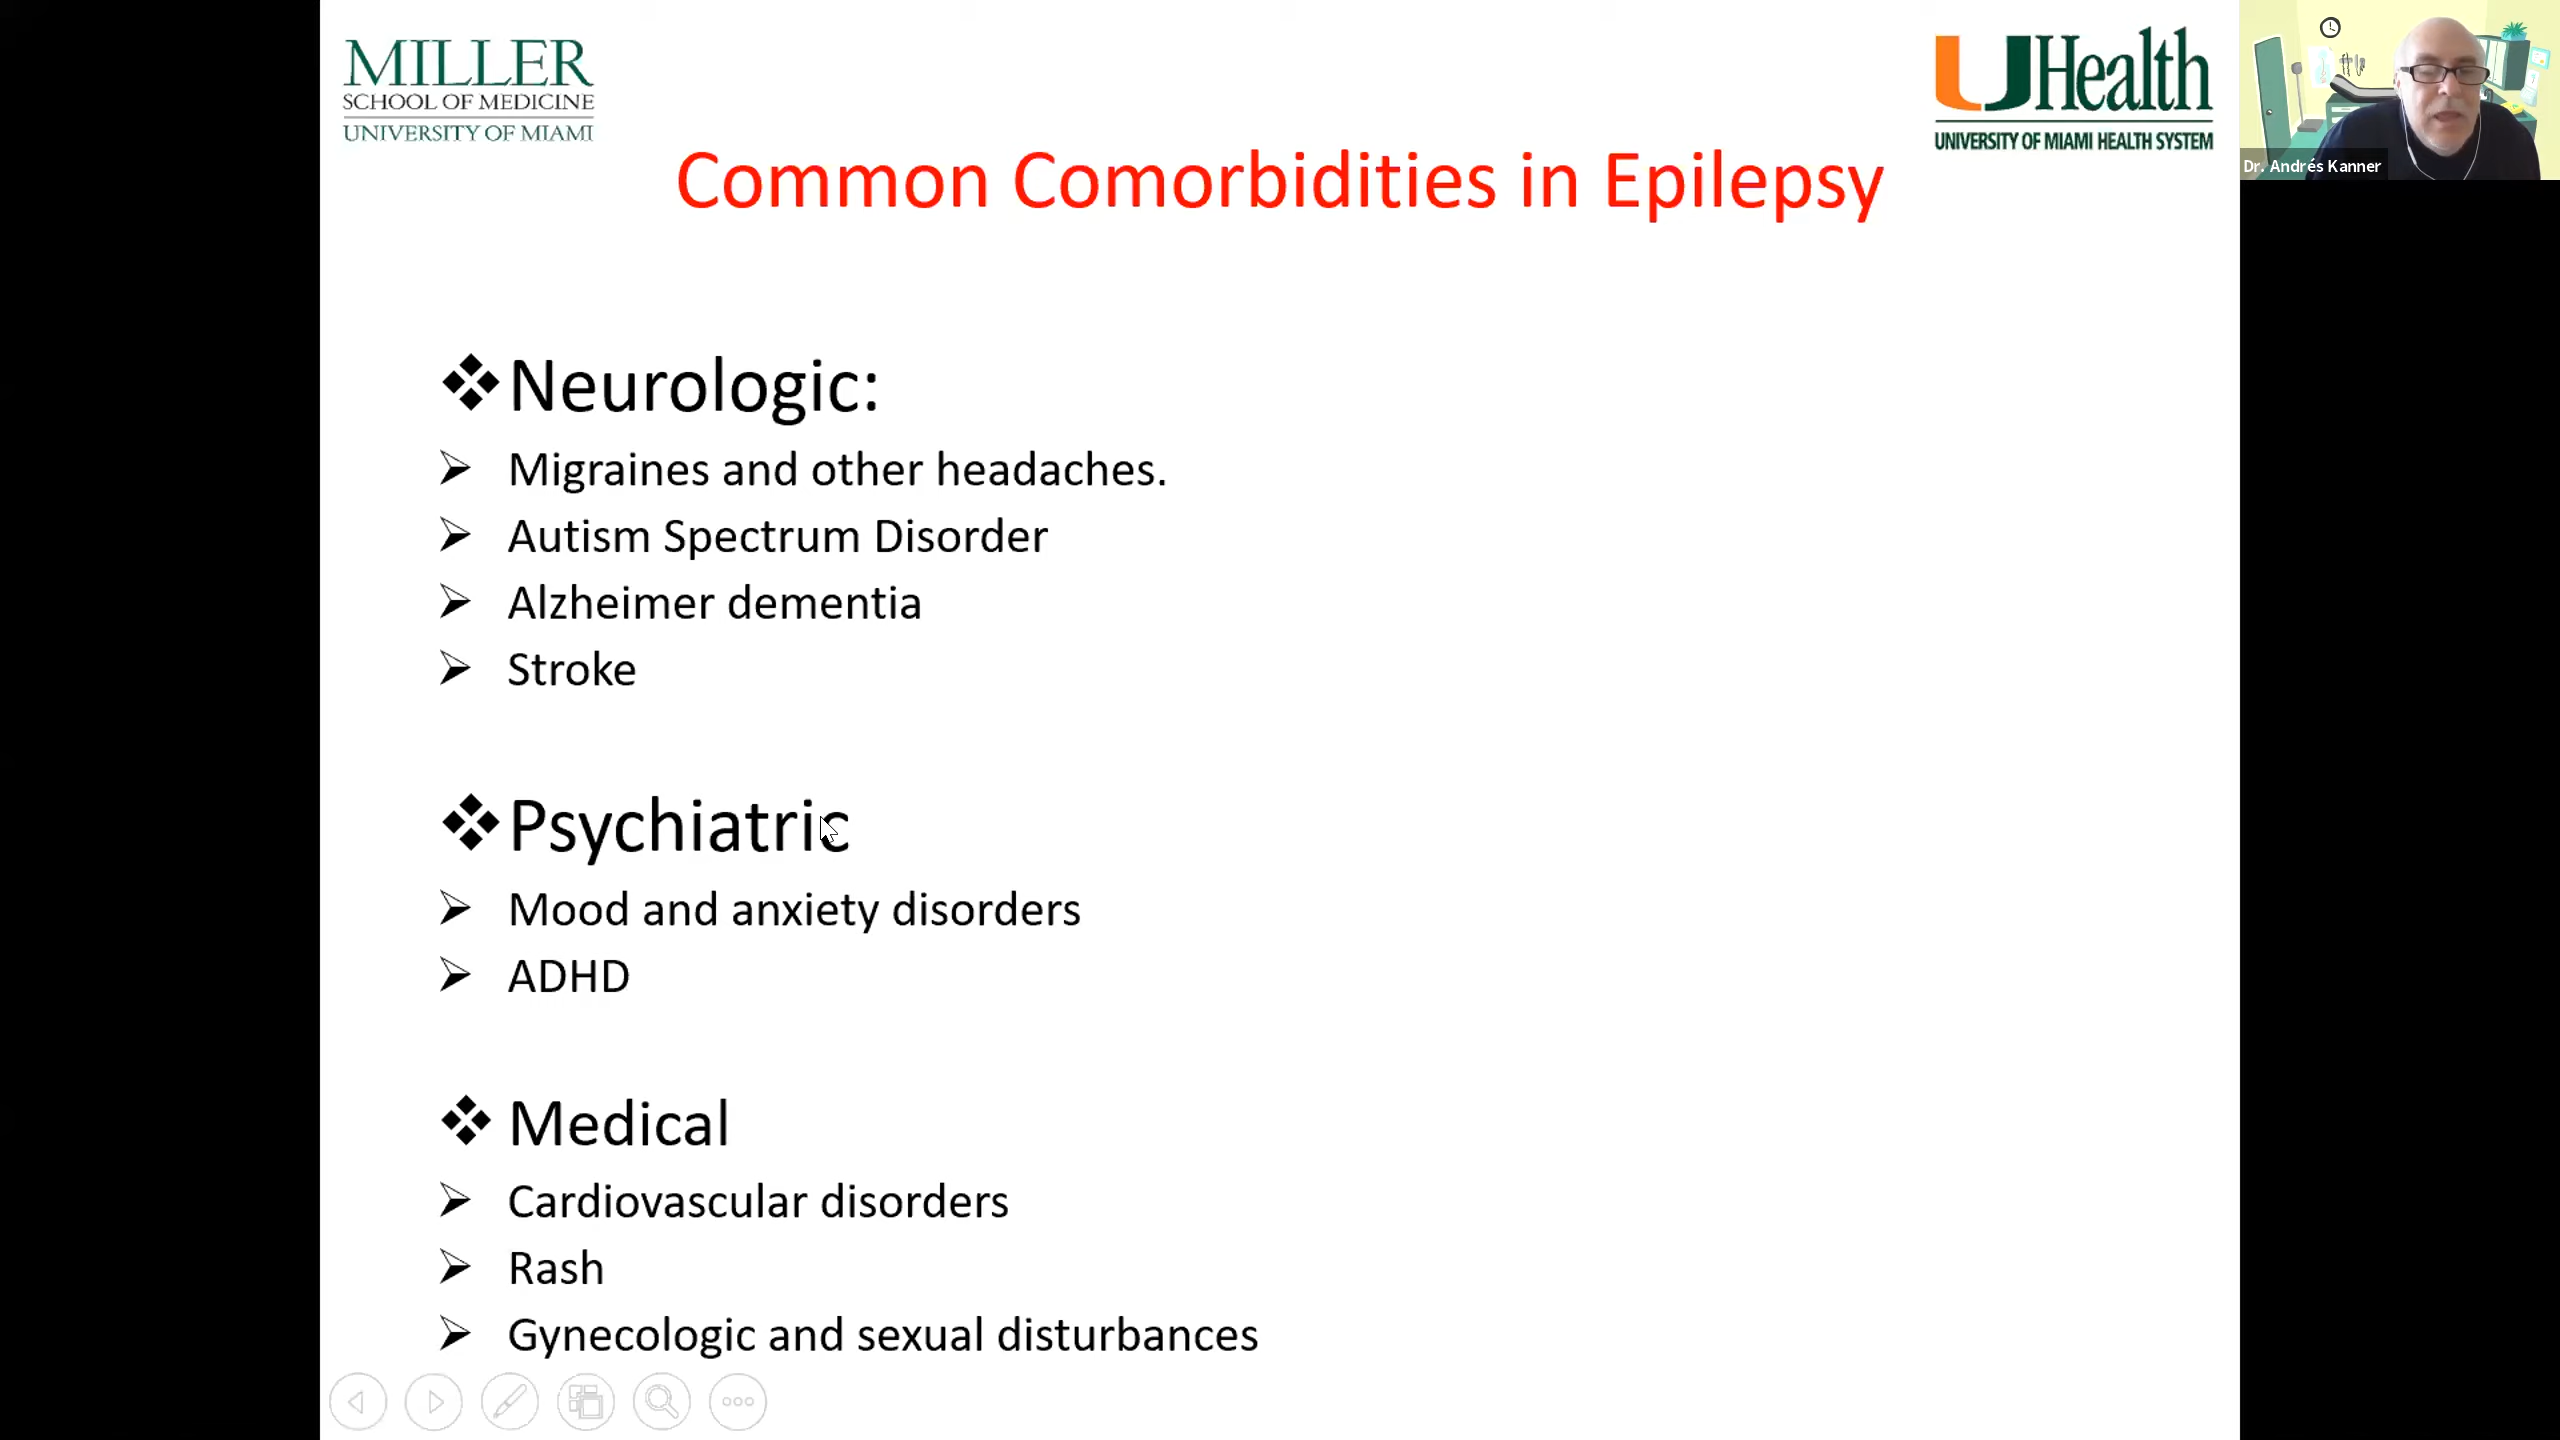 MILLER
SCHOOL OF MEDICINE
UNIVERSITY OF MIAMI
UHealth
UNIVERSITY OF MIAMI HEALTH SYSTEM
Dr. Andrés Kanner
Common Comorbidities in Epilepsy
❖Neurologic:
➢ Migraines and other headaches.
➢ Autism Spectrum Disorder
➢ Alzheimer dementia
➢ Stroke
❖Psychiatric
➢ Mood and anxiety disorders
➢ ADHD
❖ Medical
➢ Cardiovascular disorders
➢ Rash
➢ Gynecologic and sexual disturbances